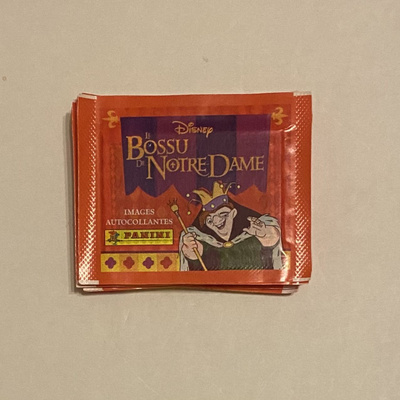 Disney
Le
Bossu
de Notre Dame
IMAGES
AUTOCOLLANTES
PANINI